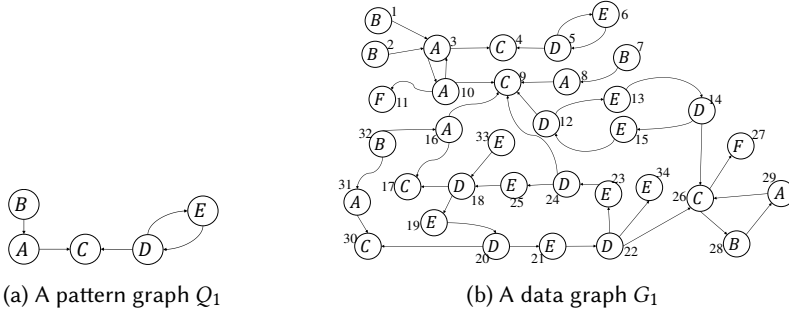 B 1
E 6
B 2
A 3
C 4
D 5
B 7
C 9
A 8
F 11
A 10
E 13
D 14
D 12
E 15
32 B
A 16
33 E
F 27
31 A
17 C
D 18
E 25
D 24
E 23
E 34
26 C
A 29
B
A
C
D
E
19 E
30 C
D 20
E 21
D 22
B 28
(a) A pattern graph Q1
(b) A data graph G1